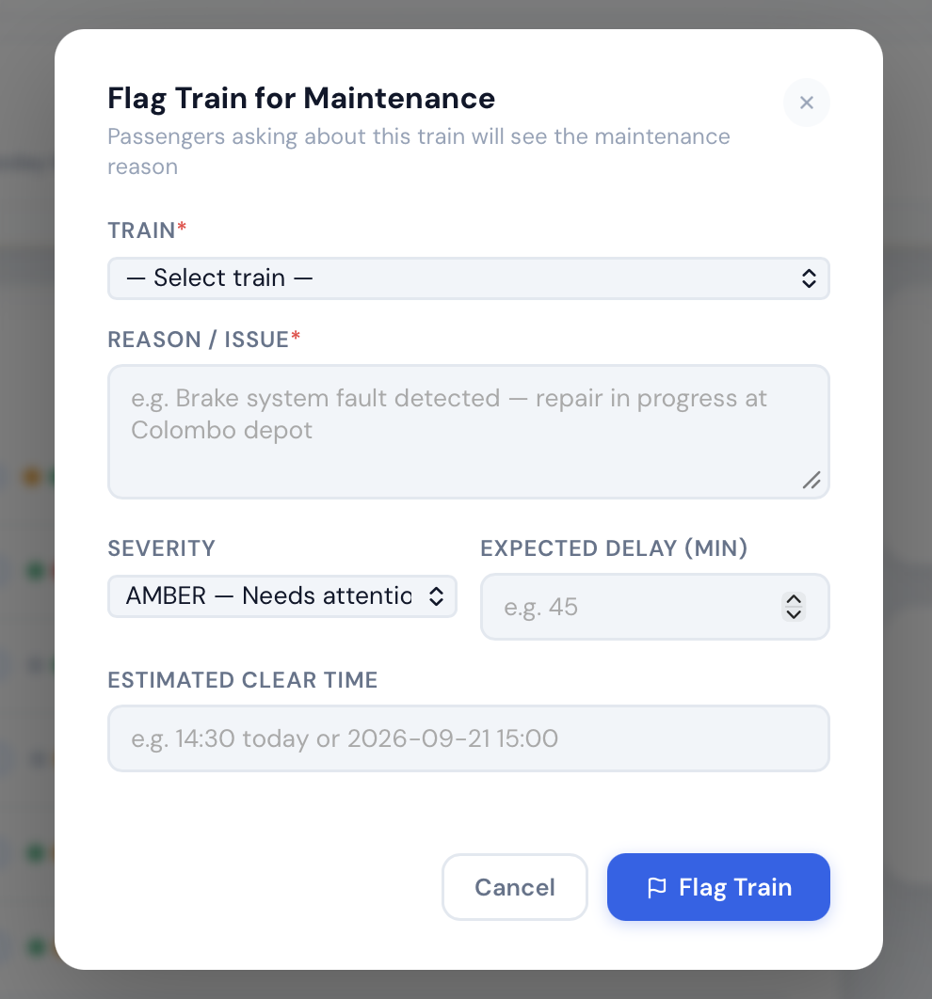 Flag Train for Maintenance
Passengers asking about this train will see the maintenance
reason
TRAIN*
— Select train —
REASON / ISSUE*
e.g. Brake system fault detected — repair in progress at
Colombo depot
SEVERITY
EXPECTED DELAY (MIN)
AMBER — Needs attentio
e.g. 45
ESTIMATED CLEAR TIME
e.g. 14:30 today or 2026-09-21 15:00
Cancel
Flag Train